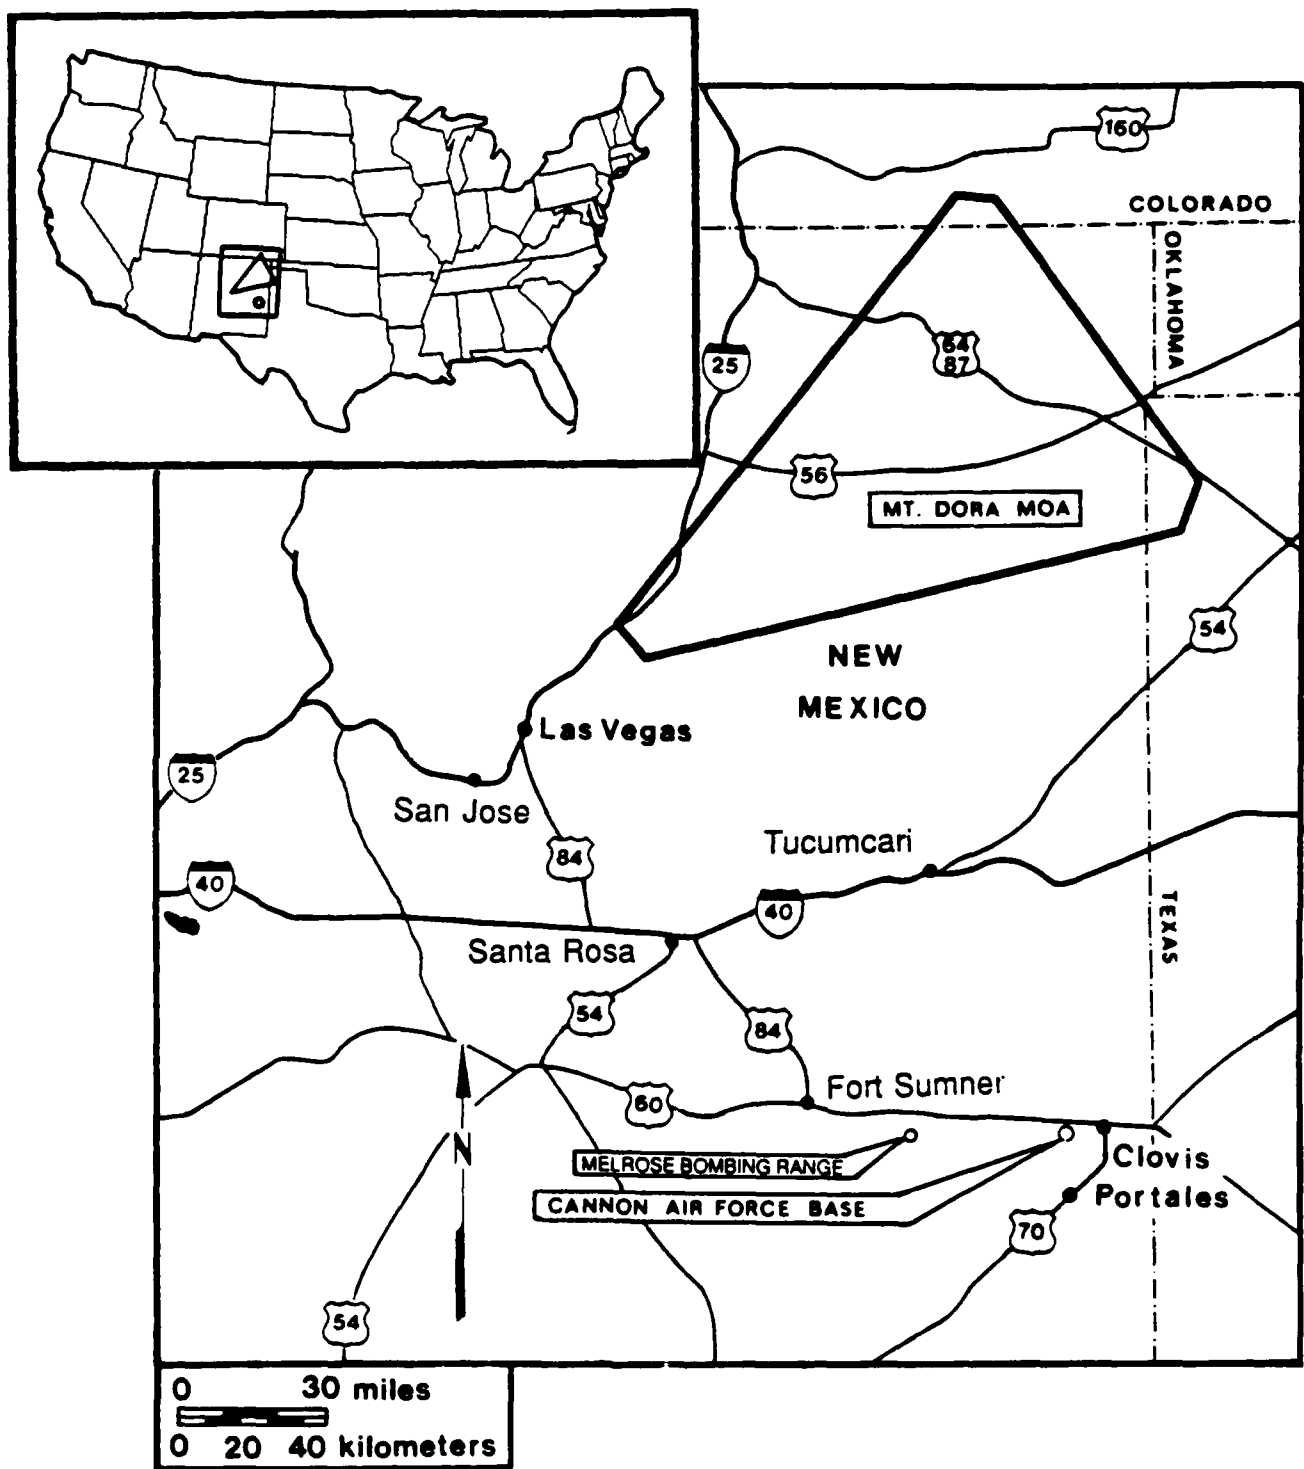 160
COLORADO
OKLAHOMA
64
87
25
56
MT. DORA MOA
54
NEW
MEXICO
Las Vegas
25
San Jose
84
Tucumcari
40
40
TEXAS
Santa Rosa
54
84
Fort Sumner
60
N
MELROSE BOMBING RANGE
Clovis
CANNON AIR FORCE BASE
Portales
70
54
0 30 miles
0 20 40 kilometers